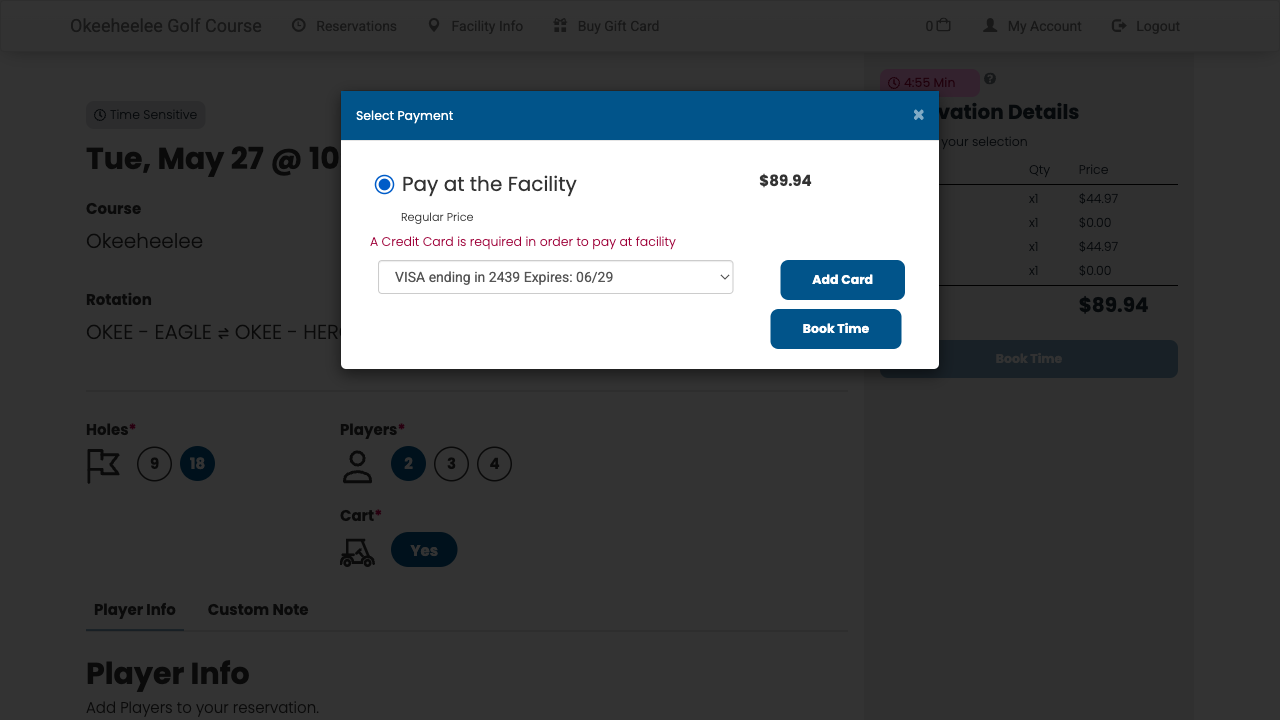 Okeeheelee Golf Course Reservations Facility Info Buy Gift Card 0 My Account Logout
Time Sensitive
Tue, May 27 @ 10
Course
Okeeheelee
Rotation
OKEE - EAGLE ⇌ OKEE - HER
Holes*
9 18
Players*
2 3 4
Cart*
Yes
Player Info Custom Note
Player Info
Add Players to your reservation.
Select Payment ×
Pay at the Facility $89.94
Regular Price
A Credit Card is required in order to pay at facility
VISA ending in 2439 Expires: 06/29
Add Card
Book Time
4:55 Min
vation Details
your selection
Qty Price
x1 $44.97
x1 $0.00
x1 $44.97
x1 $0.00
$89.94
Book Time